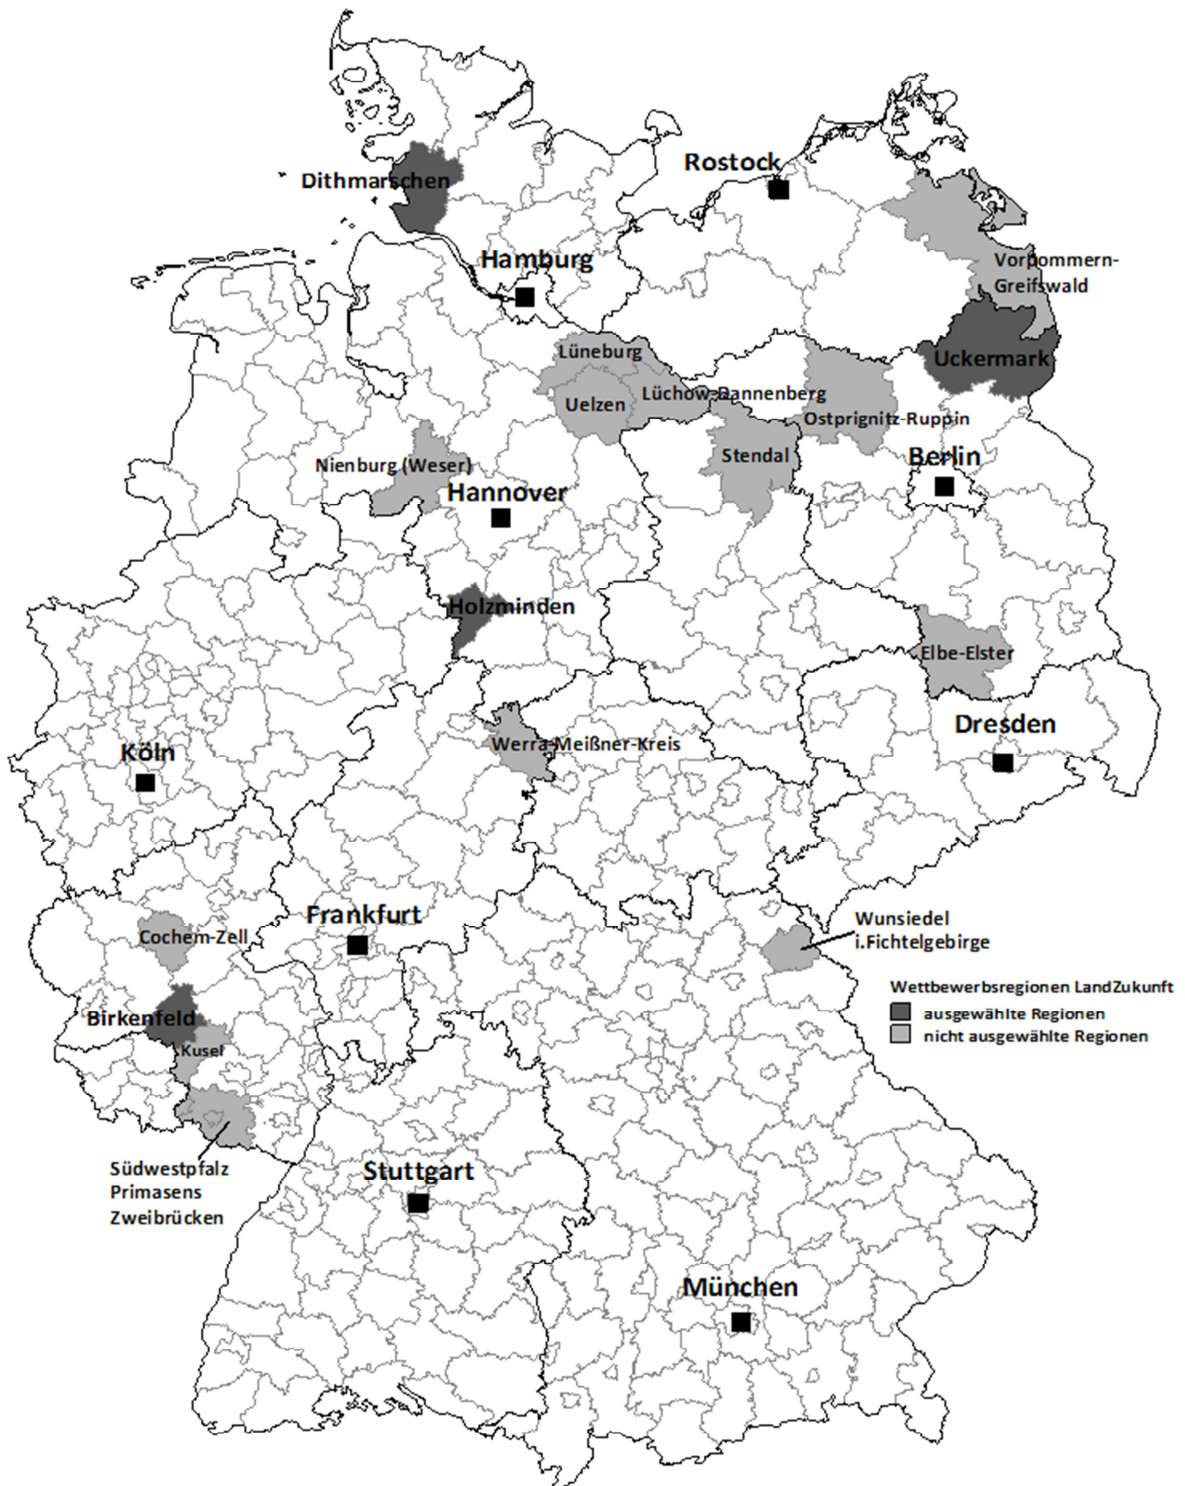 Rostock
Dithmarschen
Hamburg
Vorpommern-
Greifswald
Lüneburg
Uckermark
Lüchow-Dannenberg
Uelzen
Ostprignitz-Ruppin
Stendal
Berlin
Nienburg (Weser)
Hannover
Holzminden
Elbe-Elster
Dresden
Werra-Meißner-Kreis
Köln
Frankfurt
Wunsiedel
i.Fichtelgebirge
Cochem-Zell
Wettbewerbsregionen LandZukunft
ausgewählte Regionen
nicht ausgewählte Regionen
Birkenfeld
Kusel
Südwestpfalz
Primasens
Zweibrücken
Stuttgart
München